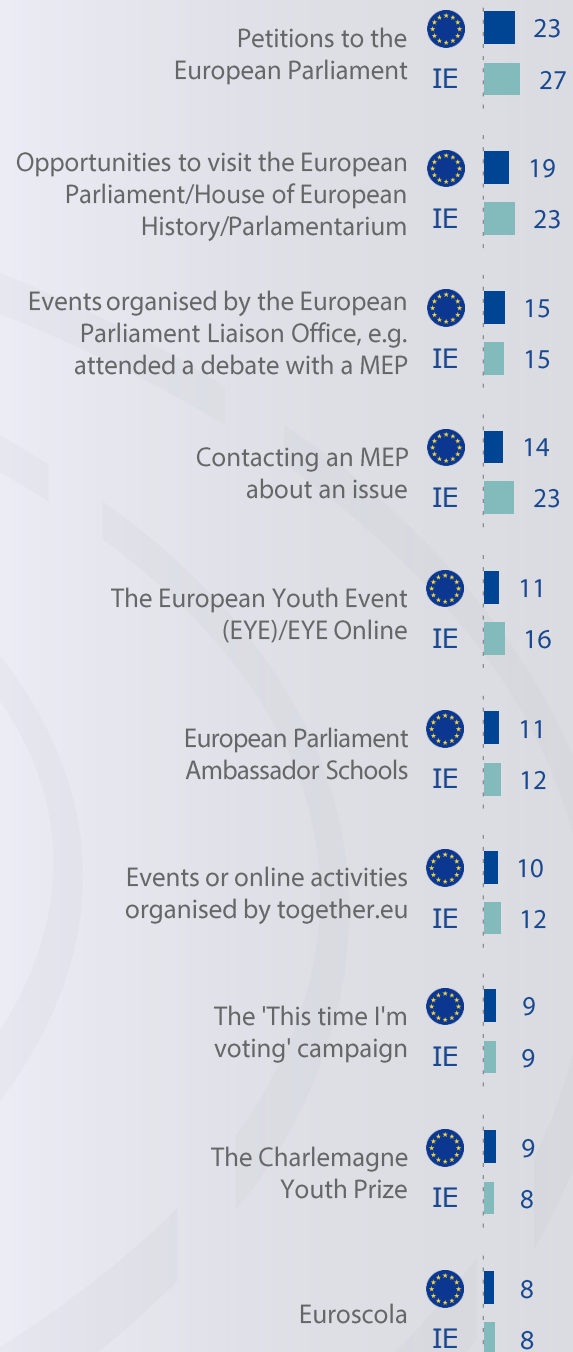 Petitions to the
European Parliament
23
IE 27
Opportunities to visit the European
Parliament/House of European
History/Parlamentarium
19
IE 23
Events organised by the European
Parliament Liaison Office, e.g.
attended a debate with a MEP
15
IE 15
Contacting an MEP
about an issue
14
IE 23
The European Youth Event
(EYE)/EYE Online
11
IE 16
European Parliament
Ambassador Schools
11
IE 12
Events or online activities
organised by together.eu
10
IE 12
The 'This time I'm
voting' campaign
9
IE 9
The Charlemagne
Youth Prize
9
IE 8
Euroscola
8
IE 8